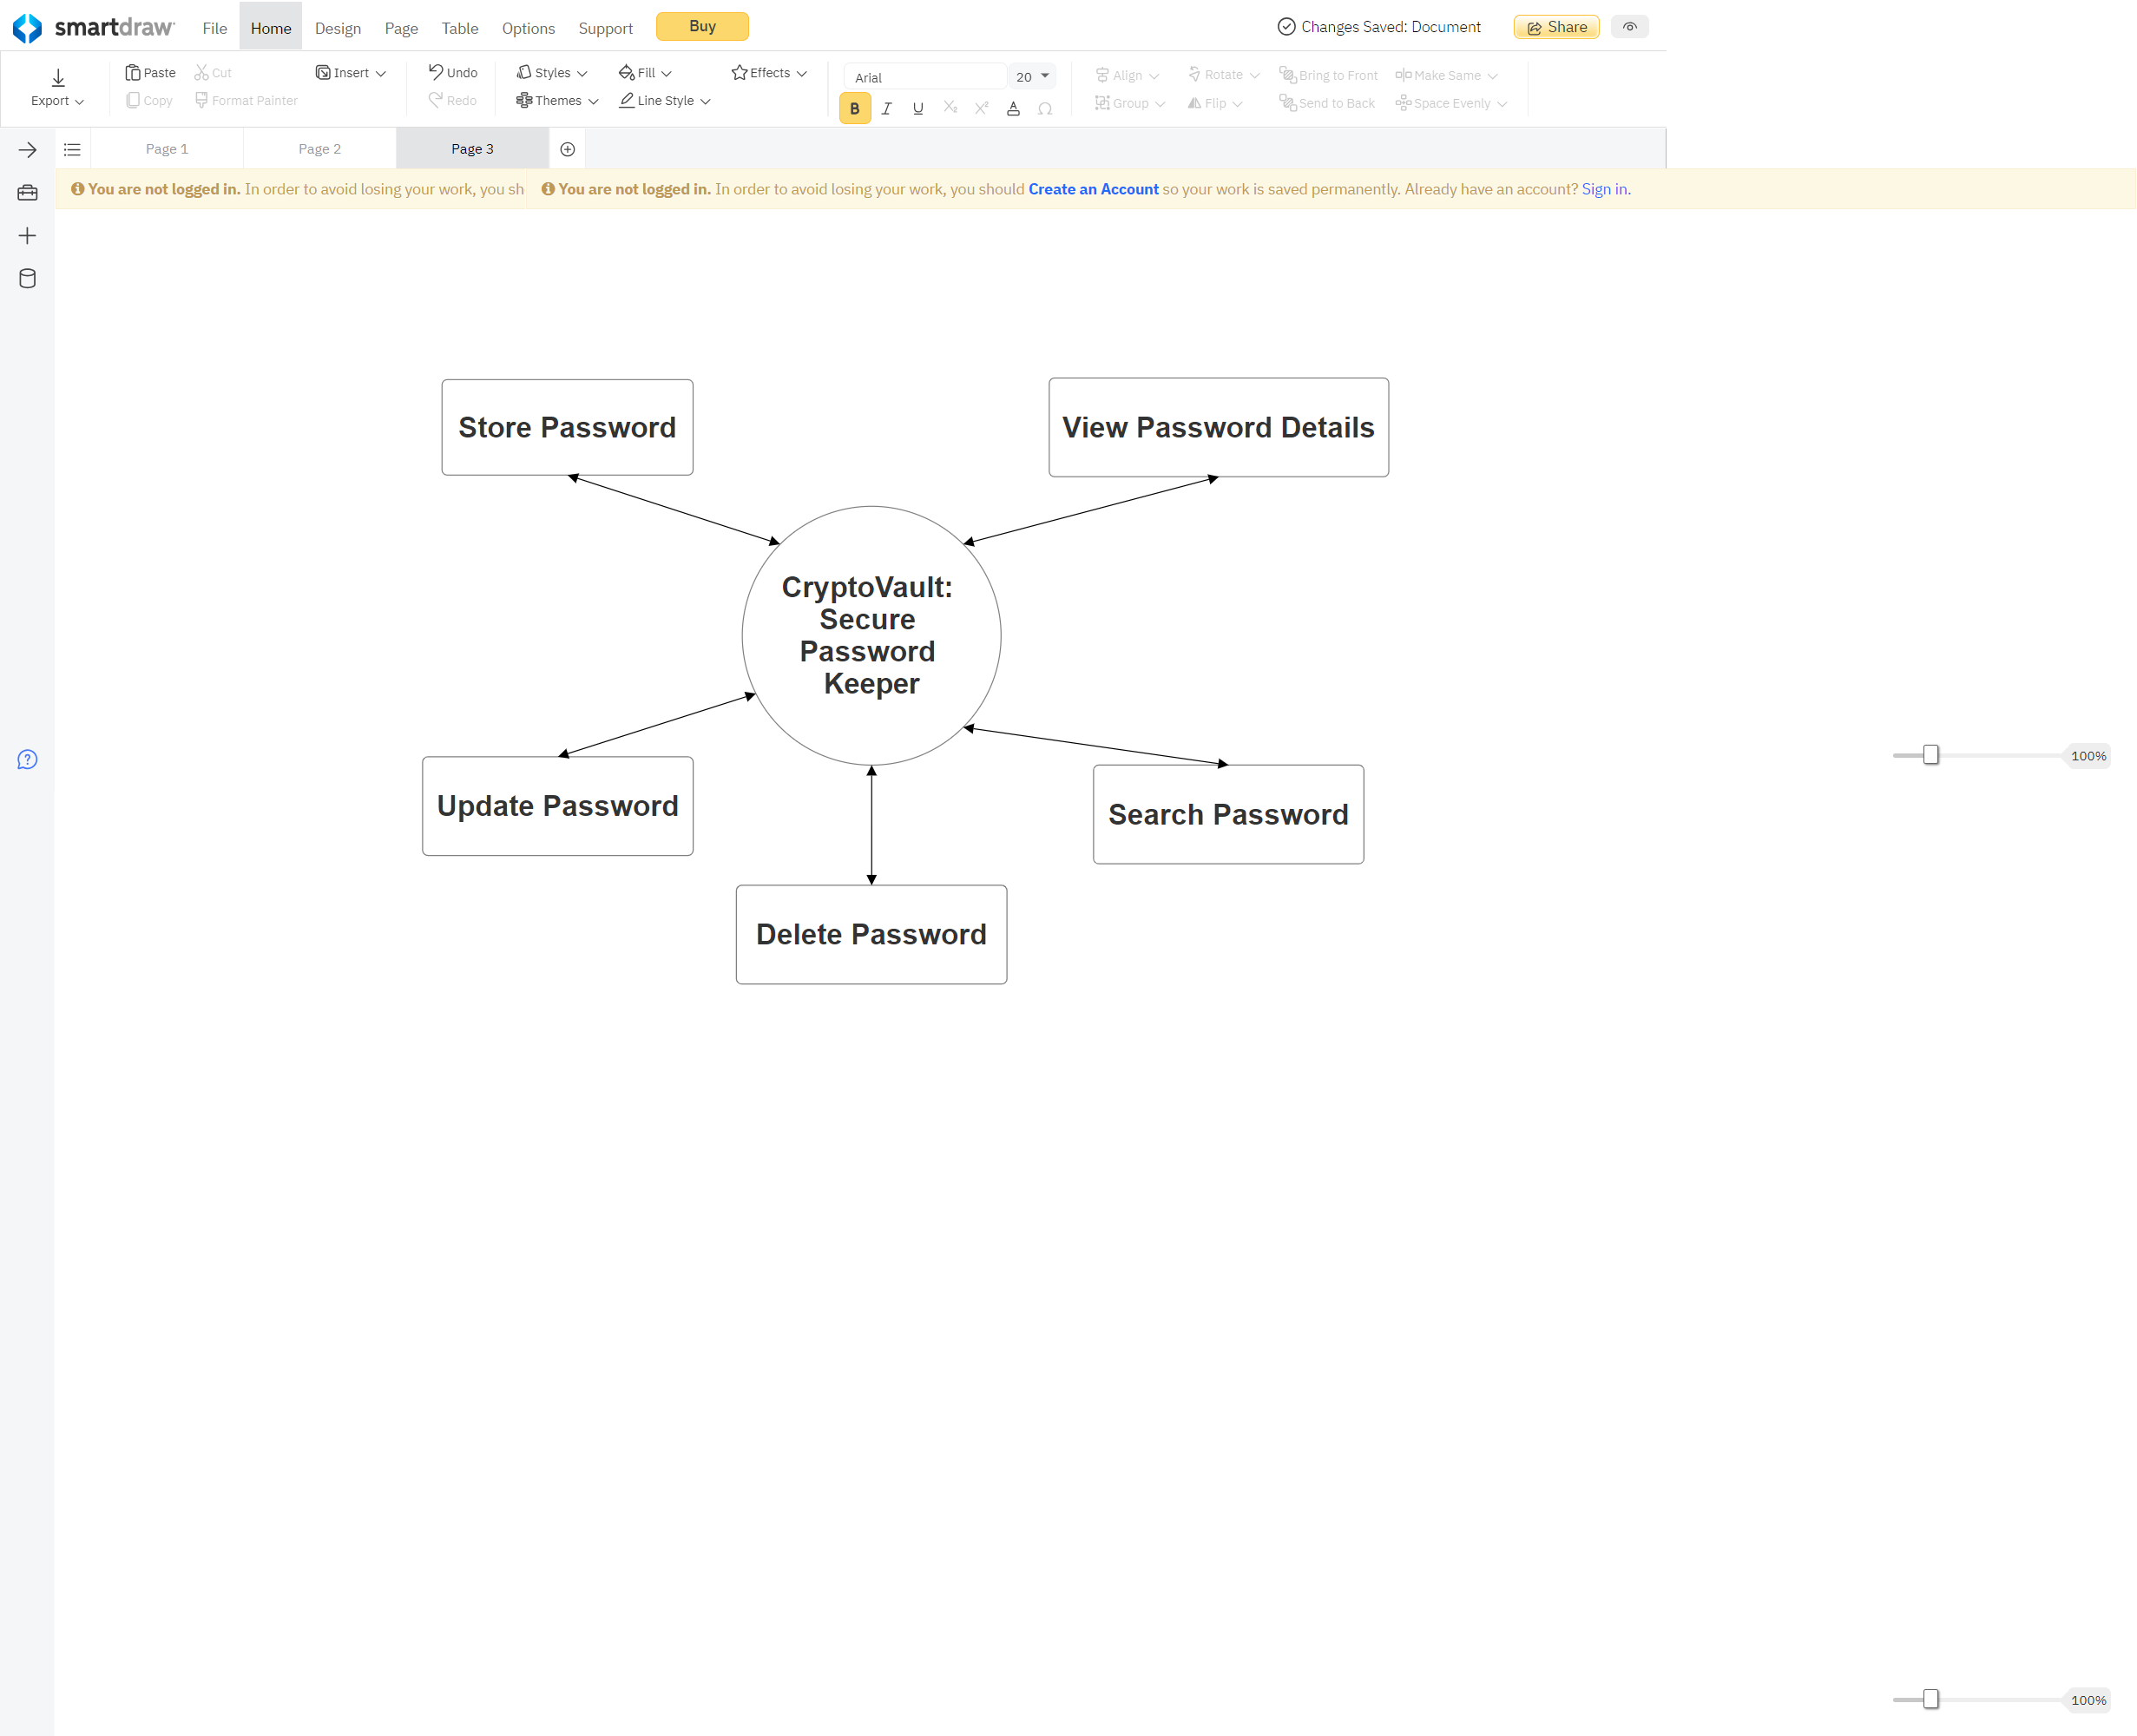 smartdraw
File
Home
Design
Page
Table
Options
Support
Buy
Changes Saved: Document
Share
Export
Paste
Cut
Copy
Format Painter
Insert
Undo
Redo
Styles
Themes
Fill
Line Style
Effects
Arial
20
B I U X₂ X² A Ω
Align
Group
Rotate
Flip
Bring to Front
Send to Back
Make Same
Space Evenly
Page 1
Page 2
Page 3
You are not logged in. In order to avoid losing your work, you sh
You are not logged in. In order to avoid losing your work, you should Create an Account so your work is saved permanently. Already have an account? Sign in.
Store Password
View Password Details
CryptoVault:
Secure
Password
Keeper
Update Password
Search Password
Delete Password
100%
100%